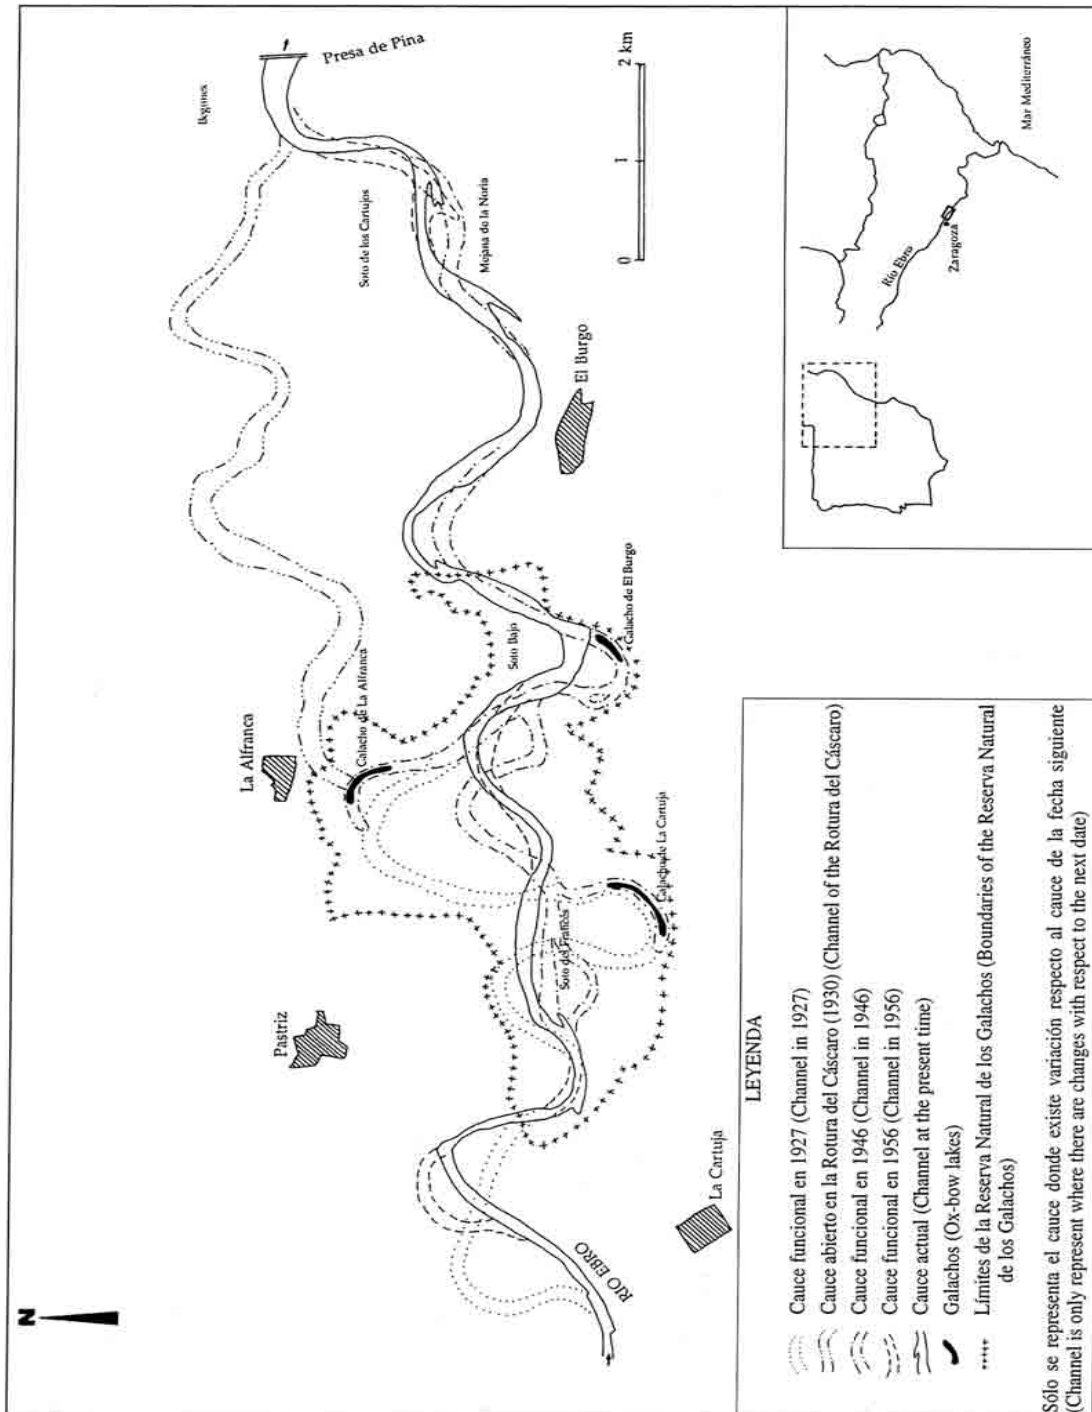 N
Presa de Pina
Soto de los Cartujos
Mejana de la Noria
2 km
1
0
El Burgo
La Alfranca
Galacho de La Alfranca
Soto Bajo
Galacho de El Burgo
Pastriz
Soto del Francés
Galacho de La Cartuja
La Cartuja
RIO EBRO
Mar Mediterráneo
Río Ebro
Zaragoza
LEYENDA
Cauce funcional en 1927 (Channel in 1927)
Cauce abierto en la Rotura del Cáscaro (1930) (Channel of the Rotura del Cáscaro)
Cauce funcional en 1946 (Channel in 1946)
Cauce funcional en 1956 (Channel in 1956)
Cauce actual (Channel at the present time)
Galachos (Ox-bow lakes)
Límites de la Reserva Natural de los Galachos (Boundaries of the Reserva Natural
de los Galachos)
Sólo se representa el cauce donde existe variación respecto al cauce de la fecha siguiente
(Channel is only represent where there are changes with respect to the next date)